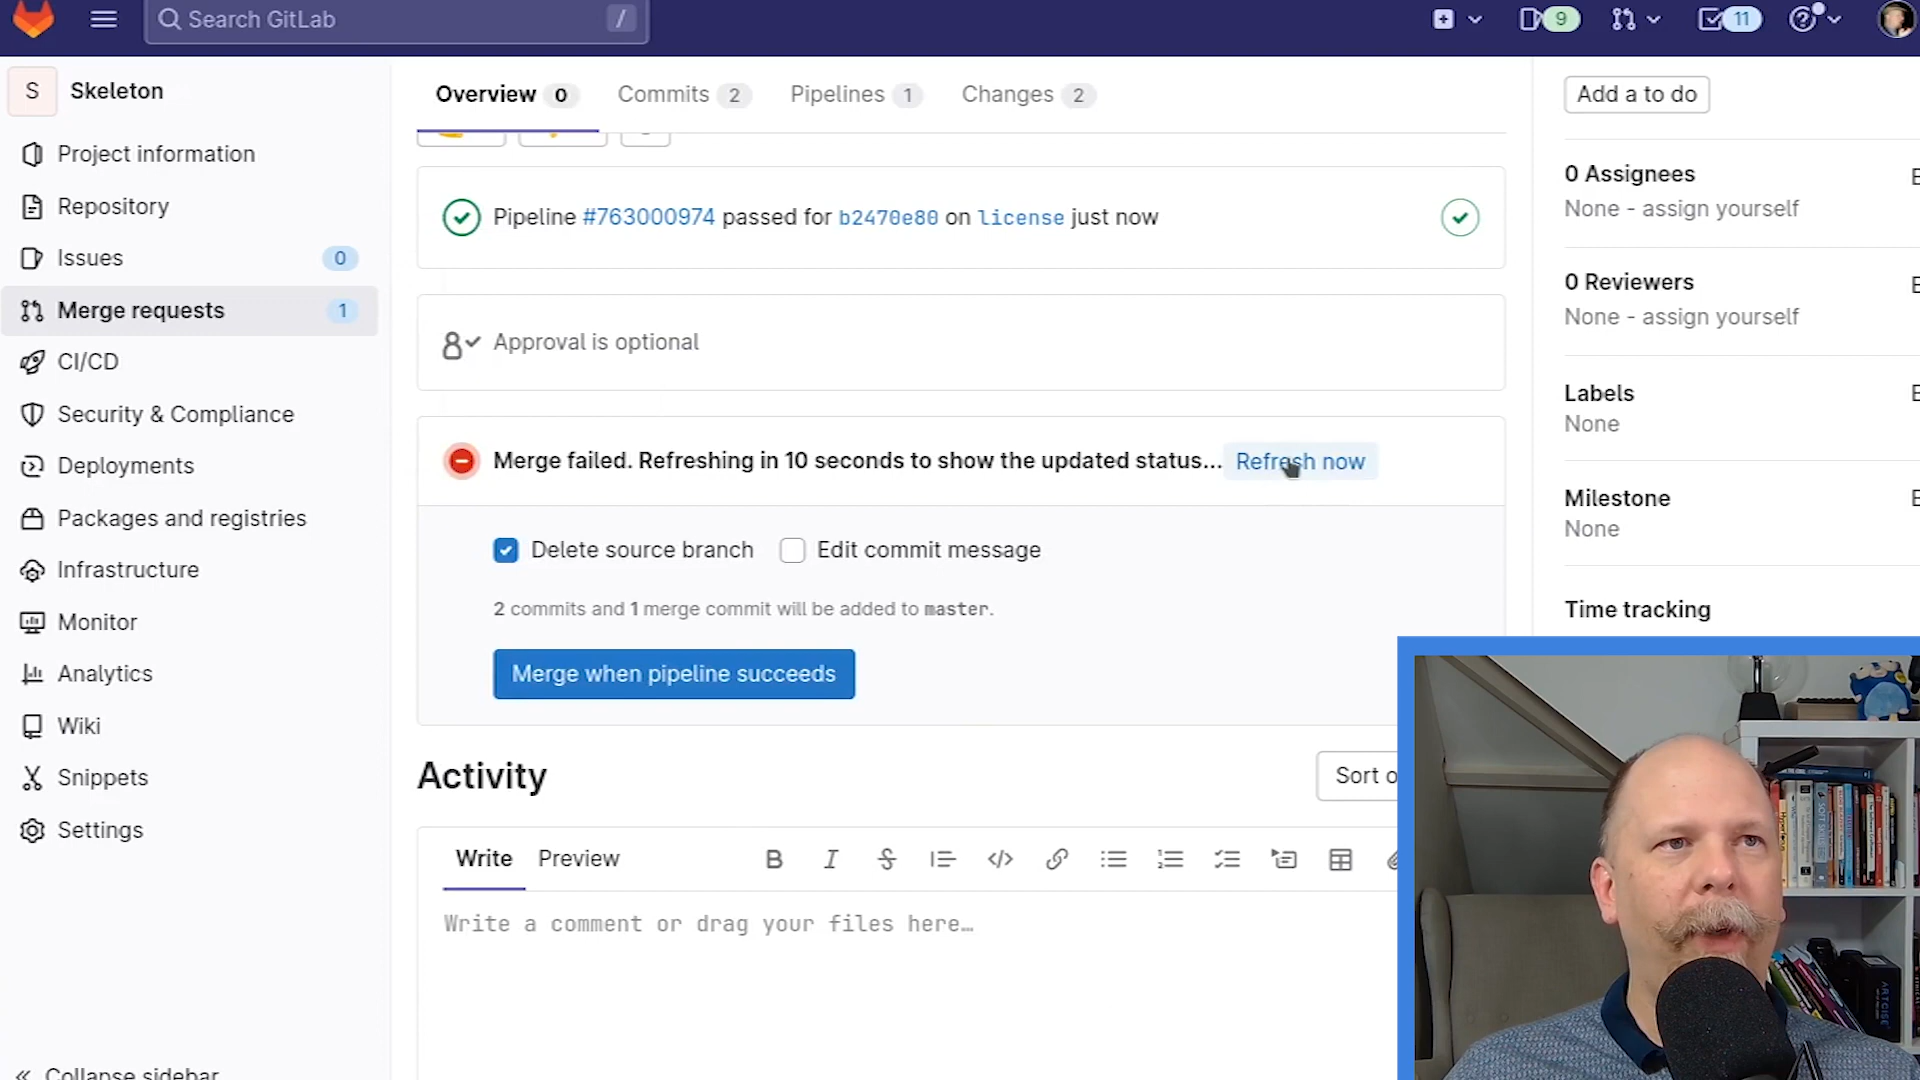 Search GitLab
/
9
11
S
Skeleton
Project information
Repository
Issues 0
Merge requests 1
CI/CD
Security & Compliance
Deployments
Packages and registries
Infrastructure
Monitor
Analytics
Wiki
Snippets
Settings
Collapse sidebar
Overview 0
Commits 2
Pipelines 1
Changes 2
Pipeline #763000974 passed for b2470e80 on license just now
Approval is optional
Merge failed. Refreshing in 10 seconds to show the updated status... Refresh now
Delete source branch
Edit commit message
2 commits and 1 merge commit will be added to master.
Merge when pipeline succeeds
Activity
Sort o
Write
Preview
Write a comment or drag your files here…
Add a to do
0 Assignees
None - assign yourself
0 Reviewers
None - assign yourself
Labels
None
Milestone
None
Time tracking